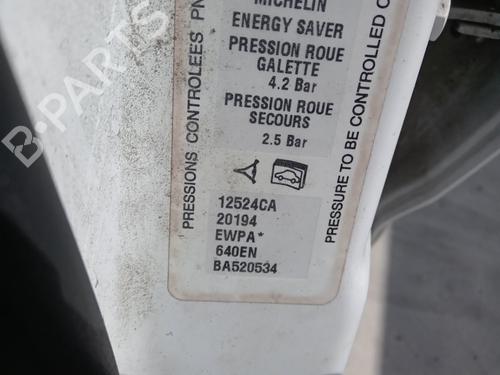 MICHELIN
ENERGY SAVER
PRESSION ROUE
GALETTE
4.2 Bar
PRESSION ROUE
SECOURS
2.5 Bar
12524CA
20194
EWPA*
640EN
BA520534
PRESSIONS CONTROLEES
PRESSURE TO BE CONTROLLED
B-PARTS